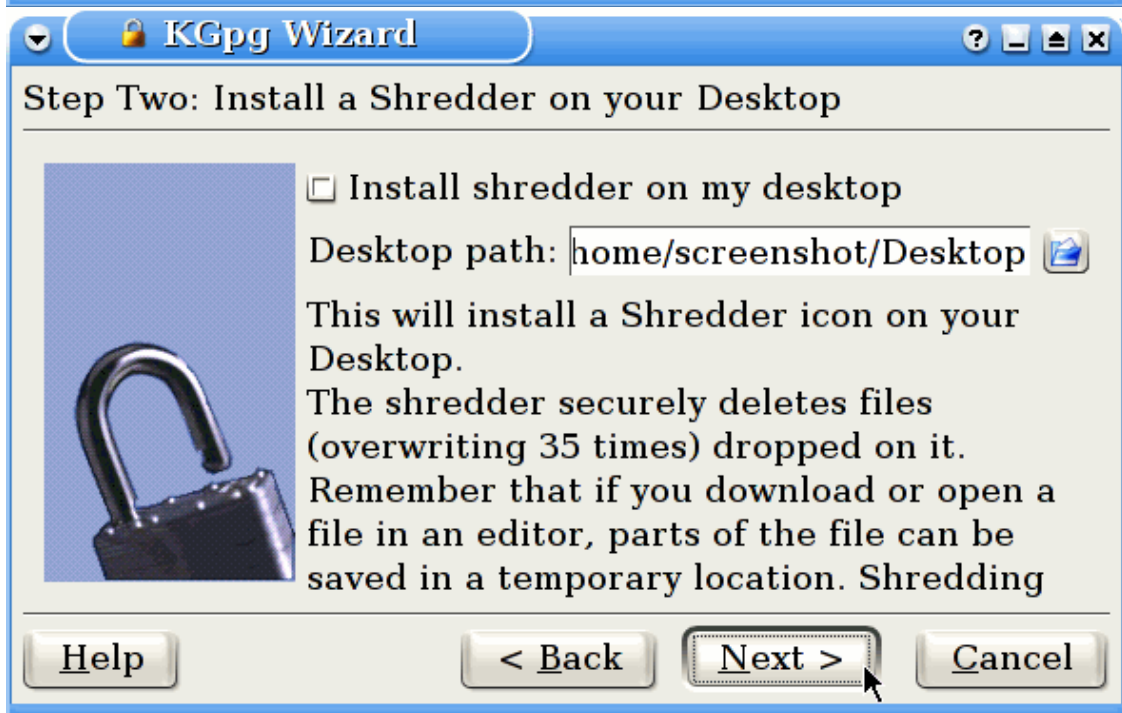 KGpg Wizard
Step Two: Install a Shredder on your Desktop
Install shredder on my desktop
Desktop path: home/screenshot/Desktop
This will install a Shredder icon on your
Desktop.
The shredder securely deletes files
(overwriting 35 times) dropped on it.
Remember that if you download or open a
file in an editor, parts of the file can be
saved in a temporary location. Shredding
Help < Back Next > Cancel